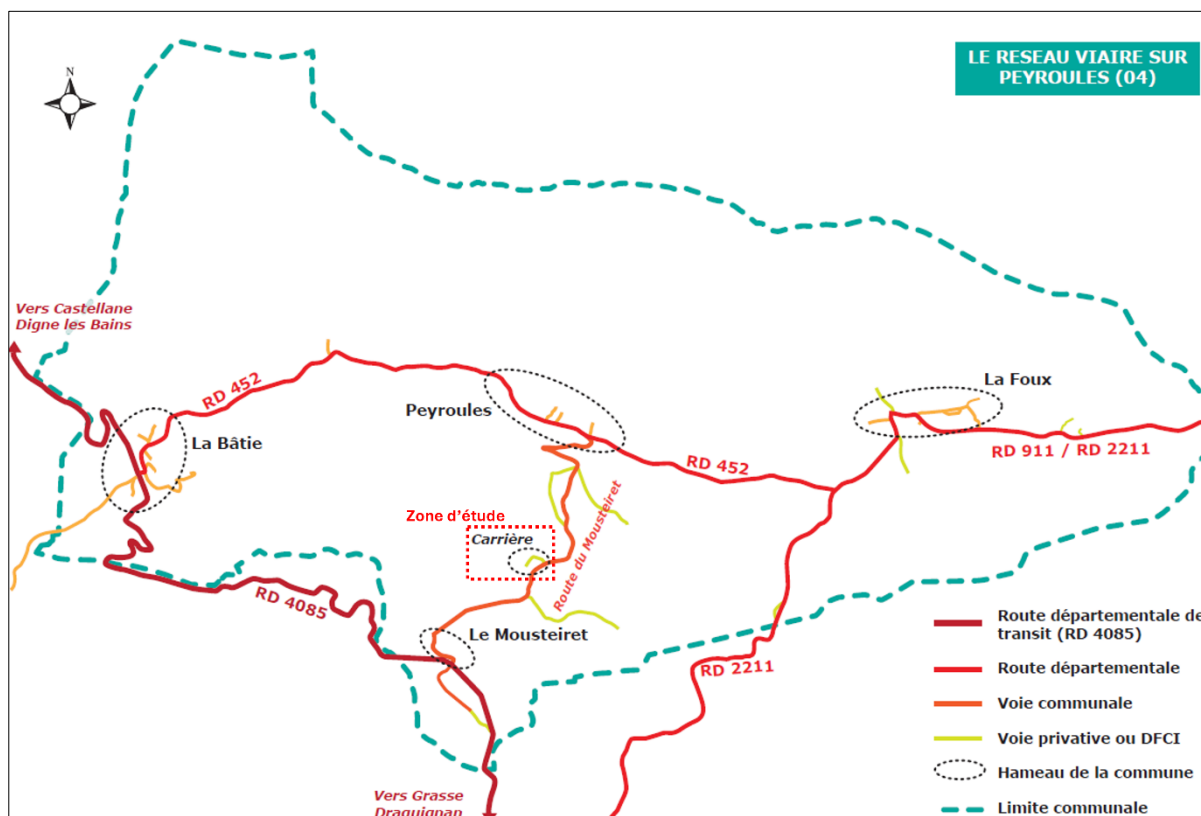 N
LE RESEAU VIAIRE SUR
PEYROULES (04)
Vers Castellane
Digne les Bains
RD 452
La Bâtie
Peyroules
La Foux
RD 911 / RD 2211
RD 452
Zone d'étude
Carrière
Route du Mousteiret
RD 4085
Le Mousteiret
RD 2211
Vers Grasse
Draguignan
Route départementale de
transit (RD 4085)
Route départementale
Voie communale
Voie privative ou DFCI
Hameau de la commune
Limite communale